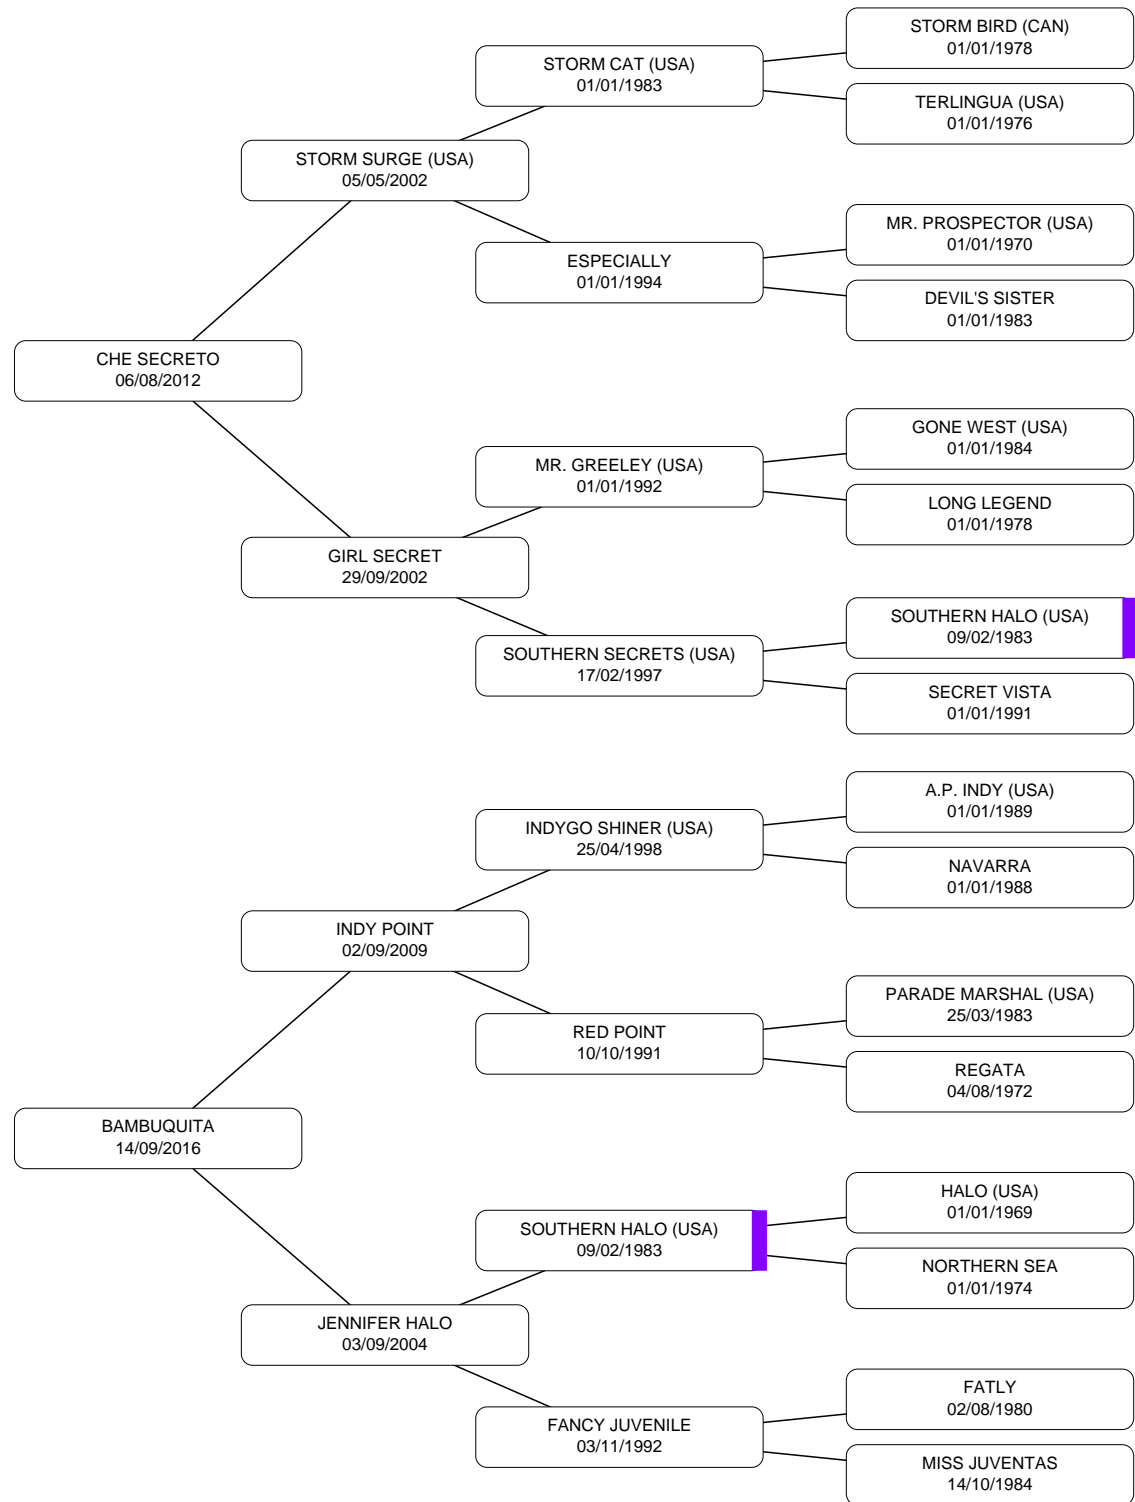 STORM BIRD (CAN)
01/01/1978
STORM CAT (USA)
01/01/1983
TERLINGUA (USA)
01/01/1976
STORM SURGE (USA)
05/05/2002
MR. PROSPECTOR (USA)
01/01/1970
ESPECIALLY
01/01/1994
DEVIL'S SISTER
01/01/1983
CHE SECRETO
06/08/2012
GONE WEST (USA)
01/01/1984
MR. GREELEY (USA)
01/01/1992
LONG LEGEND
01/01/1978
GIRL SECRET
29/09/2002
SOUTHERN HALO (USA)
09/02/1983
SOUTHERN SECRETS (USA)
17/02/1997
SECRET VISTA
01/01/1991
A.P. INDY (USA)
01/01/1989
INDYGO SHINER (USA)
25/04/1998
NAVARRA
01/01/1988
INDY POINT
02/09/2009
PARADE MARSHAL (USA)
25/03/1983
RED POINT
10/10/1991
REGATA
04/08/1972
BAMBUQUITA
14/09/2016
HALO (USA)
01/01/1969
SOUTHERN HALO (USA)
09/02/1983
NORTHERN SEA
01/01/1974
JENNIFER HALO
03/09/2004
FATLY
02/08/1980
FANCY JUVENILE
03/11/1992
MISS JUVENTAS
14/10/1984